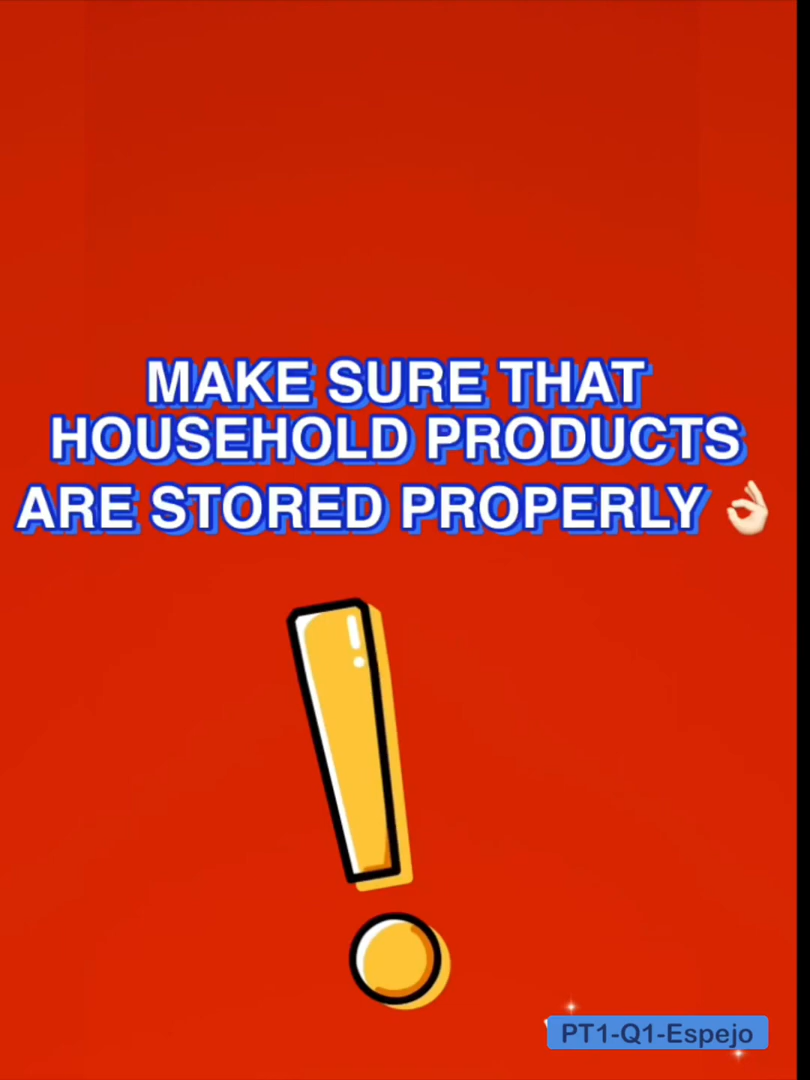 MAKE SURE THAT
HOUSEHOLD PRODUCTS
ARE STORED PROPERLY 👌🏻
PT1-Q1-Espejo